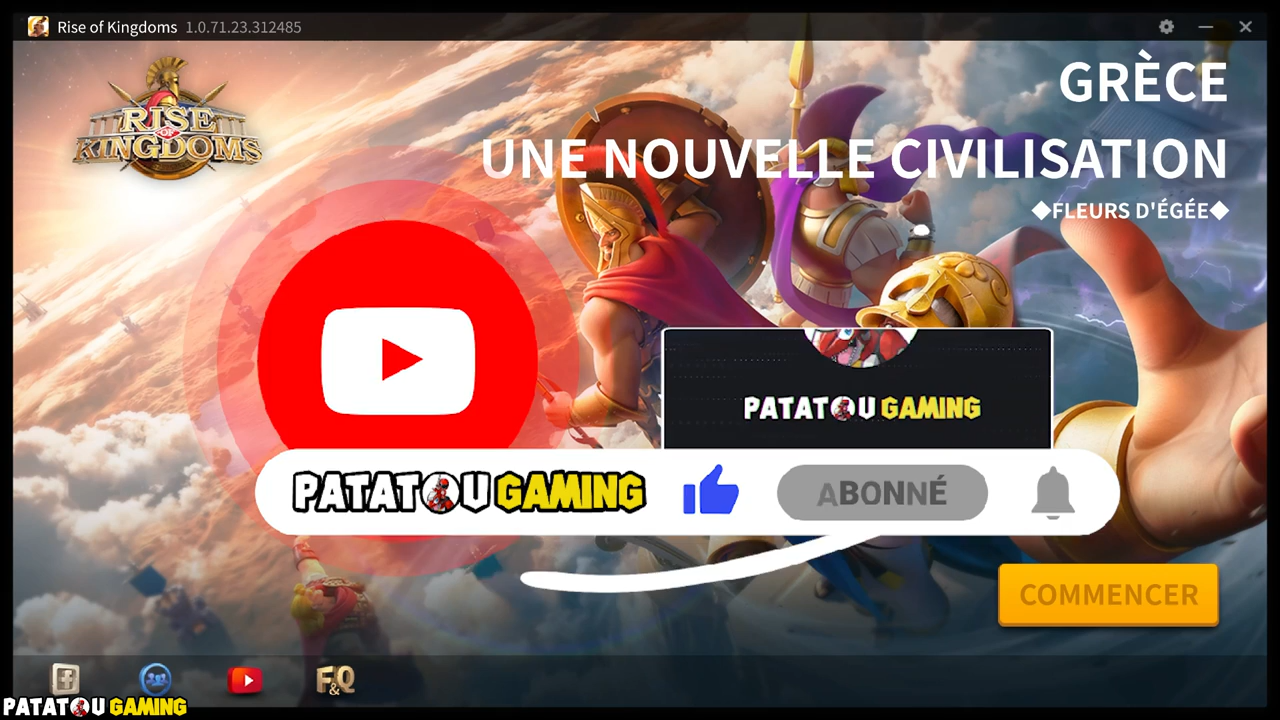 Rise of Kingdoms 1.0.71.23.312485
RISE
OF
KINGDOMS
GRÈCE
UNE NOUVELLE CIVILISATION
◆FLEURS D'ÉGÉE◆
PATATOU GAMING
PATATOU GAMING
ABONNÉ
COMMENCER
F&Q
PATATOU GAMING